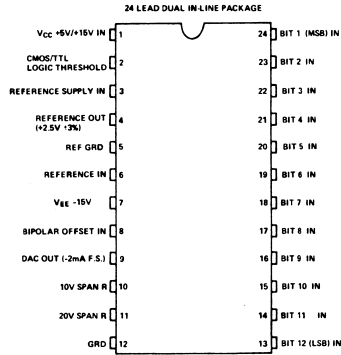 24 LEAD DUAL IN-LINE PACKAGE
VCC +5V/+15V IN 1
24 BIT 1 (MSB) IN
CMOS/TTL
LOGIC THRESHOLD 2
23 BIT 2 IN
REFERENCE SUPPLY IN 3
22 BIT 3 IN
REFERENCE OUT
(+2.5V ±3%) 4
21 BIT 4 IN
REF GRD 5
20 BIT 5 IN
REFERENCE IN 6
19 BIT 6 IN
VEE -15V 7
18 BIT 7 IN
BIPOLAR OFFSET IN 8
17 BIT 8 IN
DAC OUT (-2mA F.S.) 9
16 BIT 9 IN
10V SPAN R 10
15 BIT 10 IN
20V SPAN R 11
14 BIT 11 IN
GRD 12
13 BIT 12 (LSB) IN